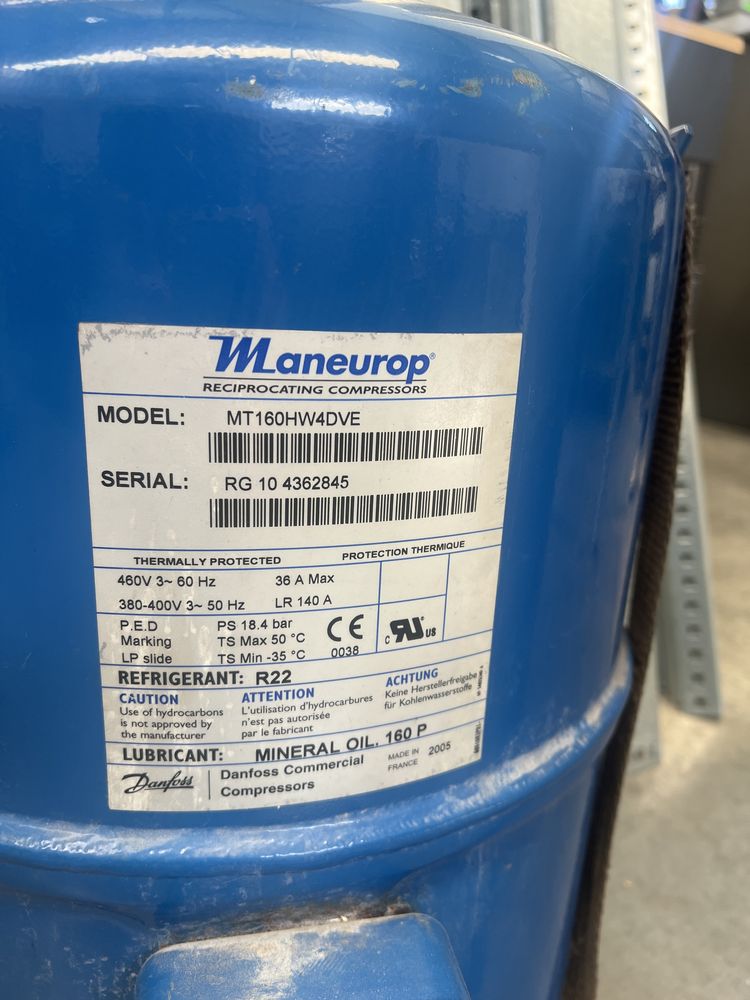 Maneurop®
RECIPROCATING COMPRESSORS
MODEL: MT160HW4DVE
SERIAL: RG 10 4362845
THERMALLY PROTECTED PROTECTION THERMIQUE
460V 3~ 60 Hz 36 A Max
380-400V 3~ 50 Hz LR 140 A
P.E.D PS 18.4 bar
Marking TS Max 50 °C
LP slide TS Min -35 °C
CE
0038
c RU US
REFRIGERANT: R22
CAUTION
Use of hydrocarbons
is not approved by
the manufacturer
ATTENTION
L'utilisation d'hydrocarbures
n'est pas autorisée
par le fabricant
ACHTUNG
Keine Herstellerfreigabe
für Kohlenwasserstoffe
LUBRICANT: MINERAL OIL, 160 P
Danfoss
Danfoss Commercial
Compressors
MADE IN
FRANCE
2005